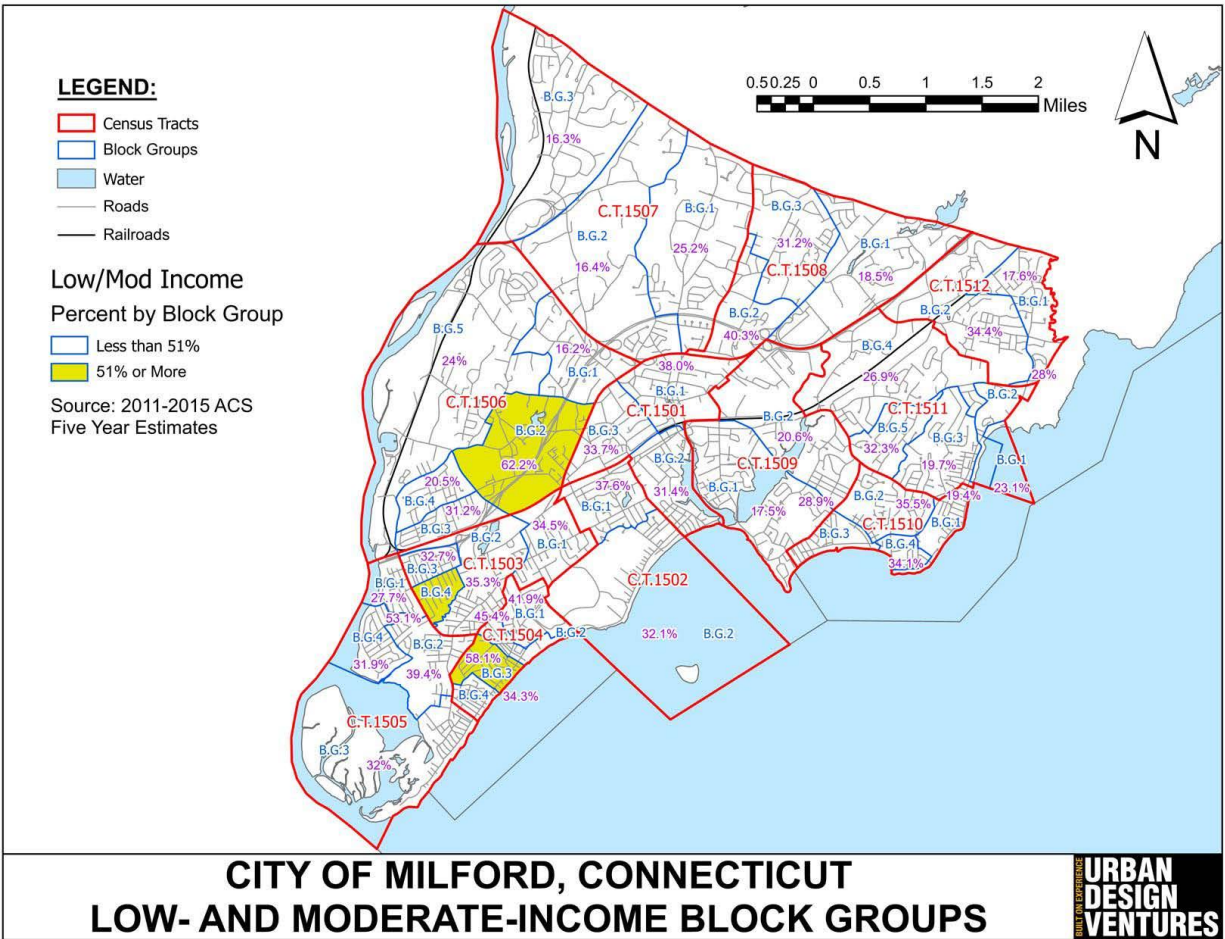 LEGEND:
Census Tracts
Block Groups
Water
Roads
Railroads
Low/Mod Income
Percent by Block Group
Less than 51%
51% or More
Source: 2011-2015 ACS
Five Year Estimates
0.5 0.25 0 0.5 1 1.5 2
Miles
N
B.G.3
16.3%
C.T.1507
B.G.1
B.G.2
25.2%
16.4%
B.G.3
31.2%
B.G.1
C.T.1508
18.5%
B.G.2
40.3%
C.T.1512
17.6%
B.G.1
B.G.2
34.4%
28%
B.G.5
24%
16.2%
B.G.1
C.T.1506
B.G.2
62.2%
20.5%
B.G.4
31.2%
B.G.3
38.0%
B.G.1
C.T.1501
B.G.3
33.7%
B.G.2
31.4%
37.6%
B.G.1
B.G.4
26.9%
C.T.1511
B.G.2
B.G.5
B.G.3
32.3%
19.7%
B.G.1
23.1%
19.4%
B.G.2
20.6%
C.T.1509
B.G.1
28.9%
17.5%
B.G.3
B.G.2
35.5%
C.T.1510
B.G.1
B.G.4
34.1%
34.5%
B.G.2
B.G.1
32.7%
C.T.1503
B.G.3
35.3%
B.G.4
B.G.1
27.7%
53.1%
45.4%
41.9%
B.G.1
C.T.1504
B.G.2
C.T.1502
32.1%
B.G.2
B.G.4
B.G.2
31.9%
39.4%
58.1%
B.G.3
B.G.4
34.3%
C.T.1505
B.G.3
32%
CITY OF MILFORD, CONNECTICUT
LOW- AND MODERATE-INCOME BLOCK GROUPS
BUILT ON EXPERIENCE
URBAN
DESIGN
VENTURES